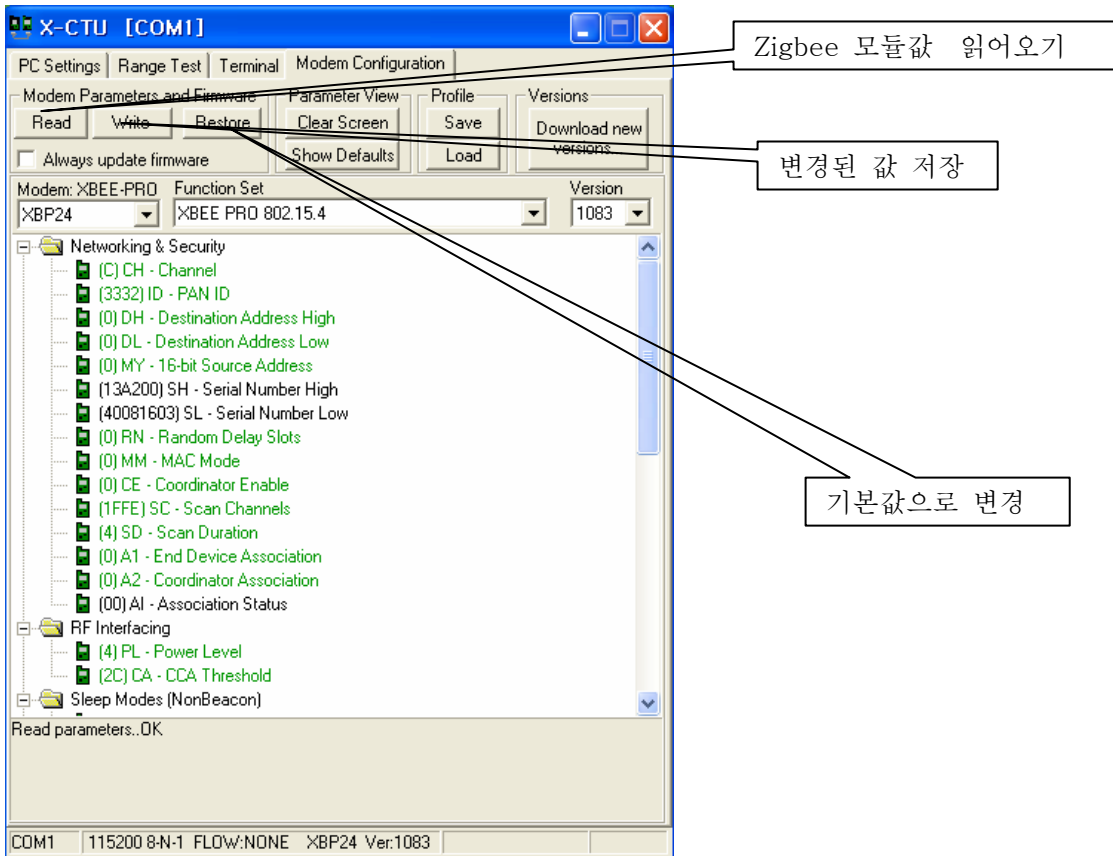 X-CTU [COM1]
PC Settings Range Test Terminal Modem Configuration
Modem Parameters and Firmware Parameter View Profile Versions
Read Write Restore Clear Screen Save Download new versions...
Always update firmware Show Defaults Load
Modem: XBEE-PRO Function Set Version
XBP24 XBEE PRO 802.15.4 1083
Networking & Security
(C) CH - Channel
(3332) ID - PAN ID
(0) DH - Destination Address High
(0) DL - Destination Address Low
(0) MY - 16-bit Source Address
(13A200) SH - Serial Number High
(40081603) SL - Serial Number Low
(0) RN - Random Delay Slots
(0) MM - MAC Mode
(0) CE - Coordinator Enable
(1FFE) SC - Scan Channels
(4) SD - Scan Duration
(0) A1 - End Device Association
(0) A2 - Coordinator Association
(00) AI - Association Status
RF Interfacing
(4) PL - Power Level
(2C) CA - CCA Threshold
Sleep Modes (NonBeacon)
Read parameters..OK
COM1 115200 8-N-1 FLOW:NONE XBP24 Ver:1083
Zigbee 모듈값 읽어오기
변경된 값 저장
기본값으로 변경